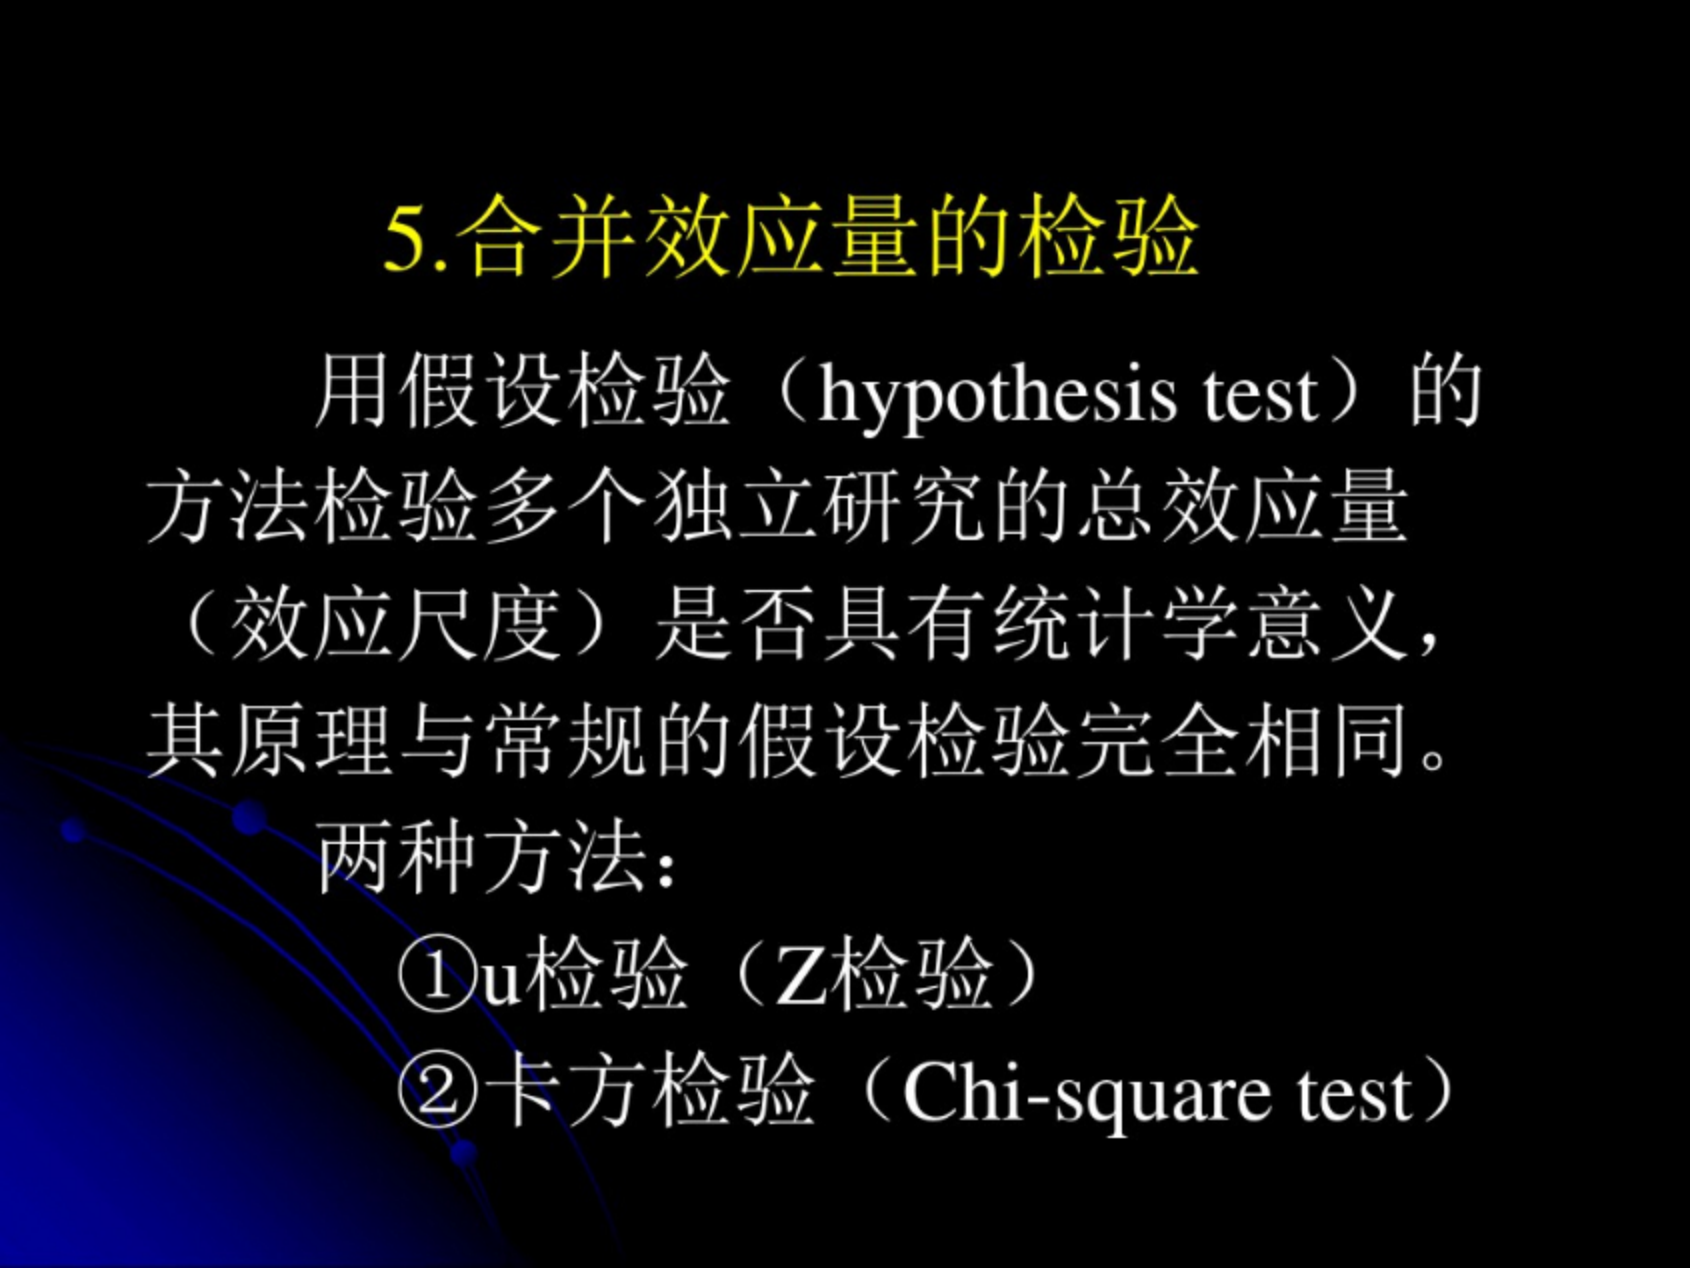 5.合并效应量的检验
用假设检验（hypothesis test）的
方法检验多个独立研究的总效应量
（效应尺度）是否具有统计学意义，
其原理与常规的假设检验完全相同。
两种方法：
①u检验（Z检验）
②卡方检验（Chi-square test）